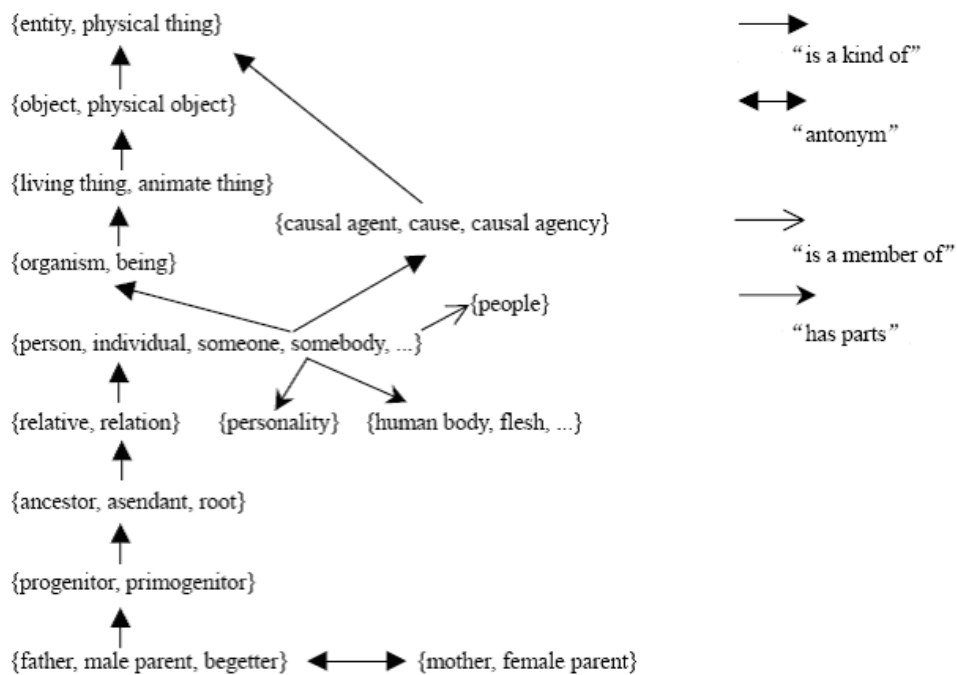 {entity, physical thing}
“is a kind of”
{object, physical object}
“antonym”
{living thing, animate thing}
{causal agent, cause, causal agency}
“is a member of”
{organism, being}
{people}
“has parts”
{person, individual, someone, somebody, ...}
{relative, relation}
{personality}
{human body, flesh, ...}
{ancestor, asendant, root}
{progenitor, primogenitor}
{father, male parent, begetter}
{mother, female parent}